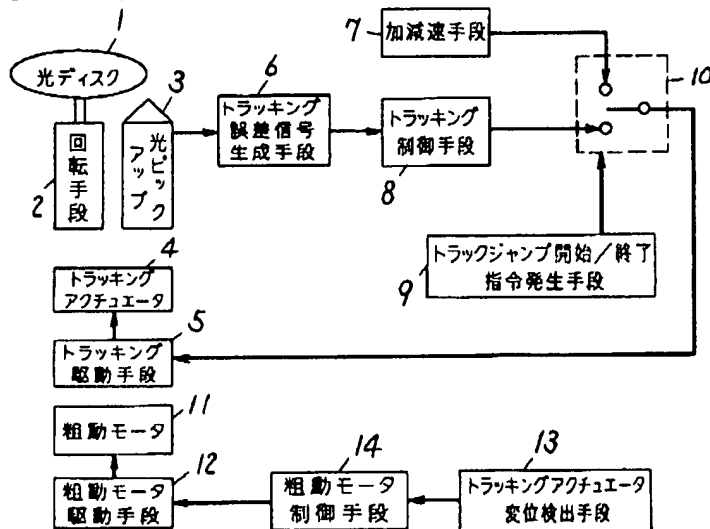 1
光ディスク
2
回転手段
3
光ピック
アップ
6
トラッキング
誤差信号
生成手段
トラッキング
制御手段
8
7
加減速手段
10
トラックジャンプ開始/終了
指令発生手段
9
4
トラッキング
アクチュエータ
5
トラッキング
駆動手段
11
粗動モータ
12
粗動モータ
駆動手段
14
粗動モータ
制御手段
13
トラッキングアクチュエータ
変位検出手段